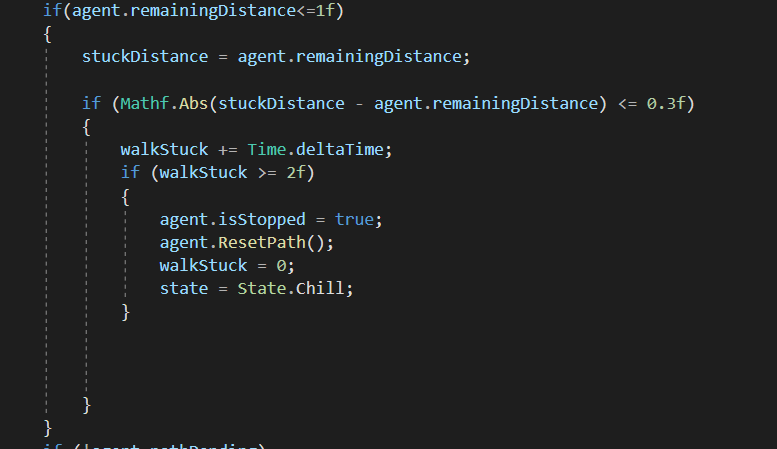 if(agent.remainingDistance<=1f)
{
stuckDistance = agent.remainingDistance;
if (Mathf.Abs(stuckDistance - agent.remainingDistance) <= 0.3f)
{
walkStuck += Time.deltaTime;
if (walkStuck >= 2f)
{
agent.isStopped = true;
agent.ResetPath();
walkStuck = 0;
state = State.Chill;
}
}
}